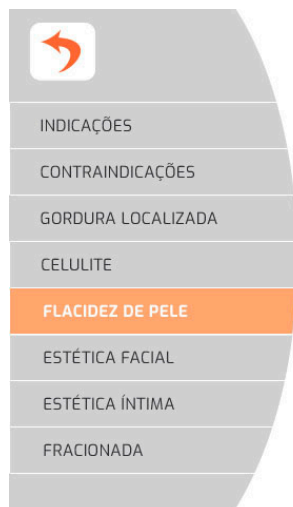 INDICAÇÕES
CONTRAINDICAÇÕES
GORDURA LOCALIZADA
CELULITE
FLACIDEZ DE PELE
ESTÉTICA FACIAL
ESTÉTICA ÍNTIMA
FRACIONADA